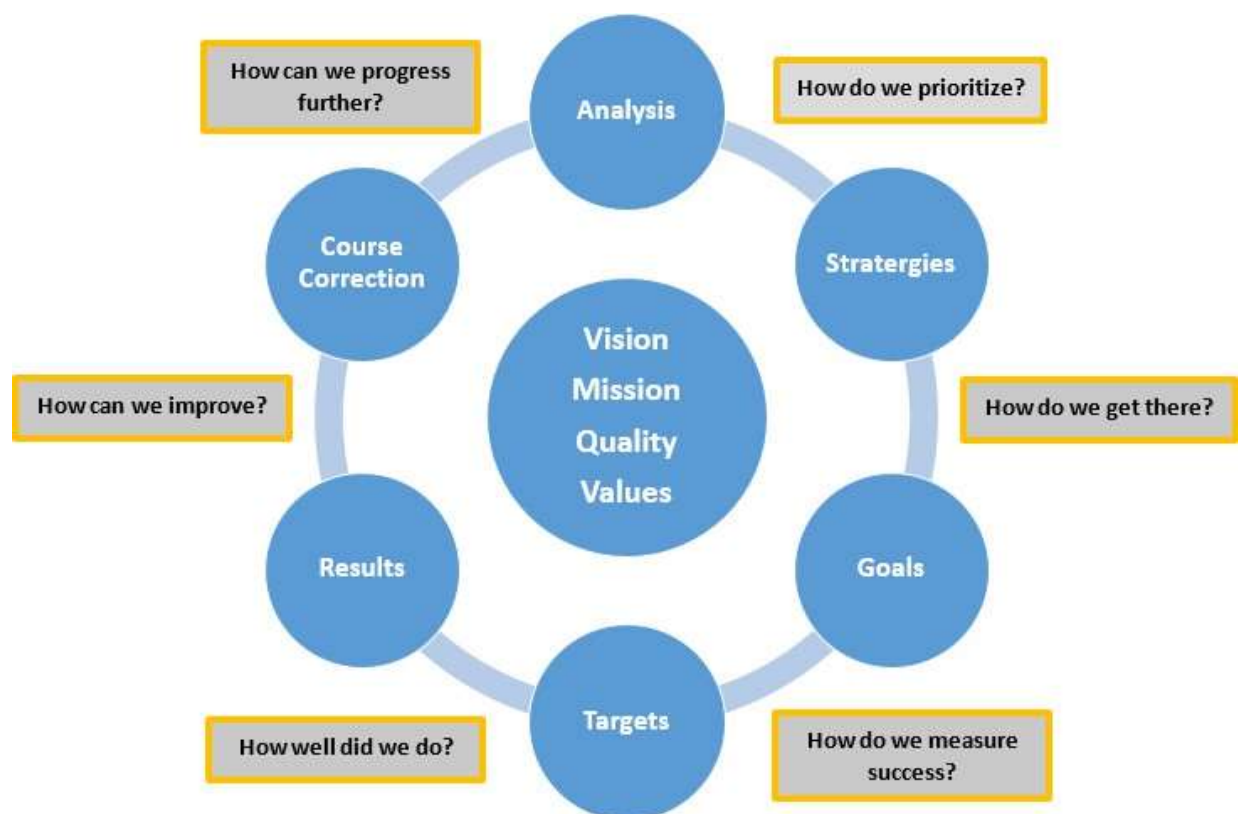 How can we progress
further?
Analysis
How do we prioritize?
Course
Correction
Stratergies
Vision
Mission
Quality
Values
How can we improve?
How do we get there?
Results
Goals
Targets
How well did we do?
How do we measure
success?